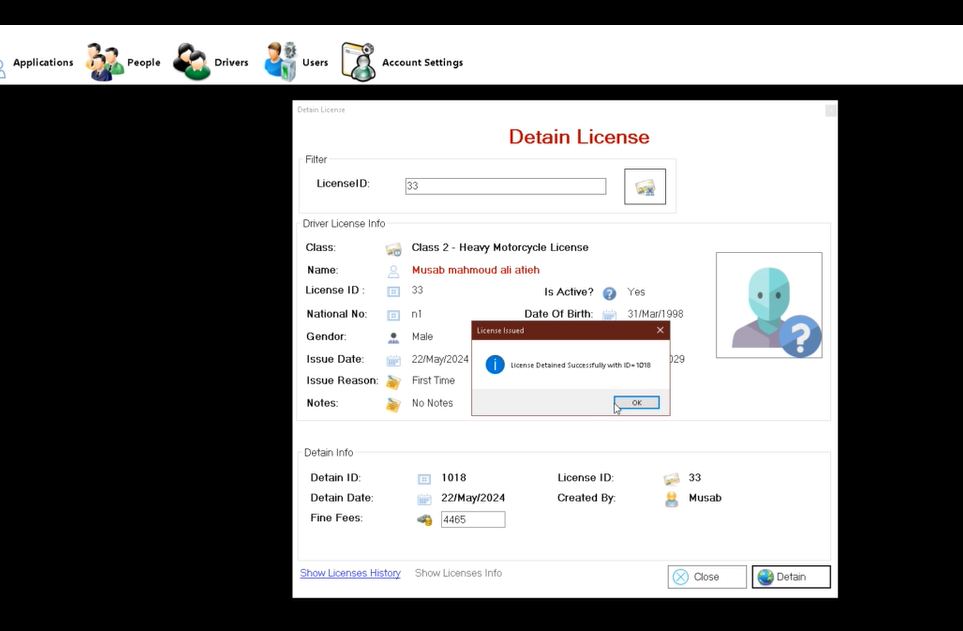 Applications People Drivers Users Account Settings
Detain License
Detain License
Filter
LicenseID: 33
Driver License Info
Class: Class 2 - Heavy Motorcycle License
Name: Musab mahmoud ali atieh
License ID : 33 Is Active? Yes
National No: n1 Date Of Birth: 31/Mar/1998
Gendor: Male
License Issued
Issue Date: 22/May/2024 029
License Detained Successfully with ID=1018
Issue Reason: First Time
Notes: No Notes
OK
Detain Info
Detain ID: 1018 License ID: 33
Detain Date: 22/May/2024 Created By: Musab
Fine Fees: 4465
Show Licenses History Show Licenses Info
Close Detain